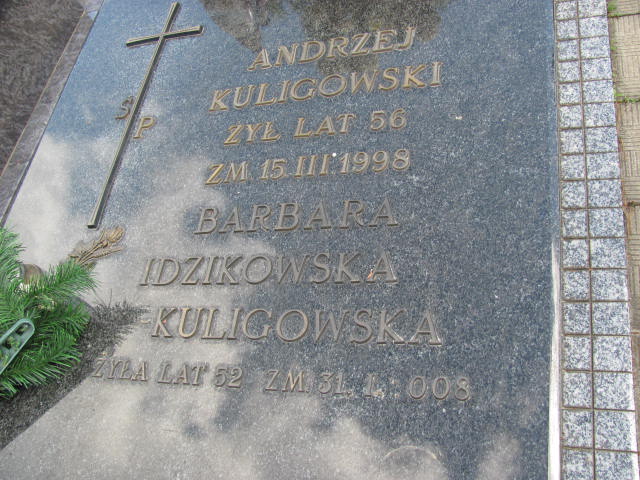 Ś P
ANDRZEJ
KULIGOWSKI
ŻYŁ LAT 56
ZM. 15.III.1998
BARBARA
IDZIKOWSKA
-KULIGOWSKA
ŻYŁA LAT 52 ZM. 31. I.